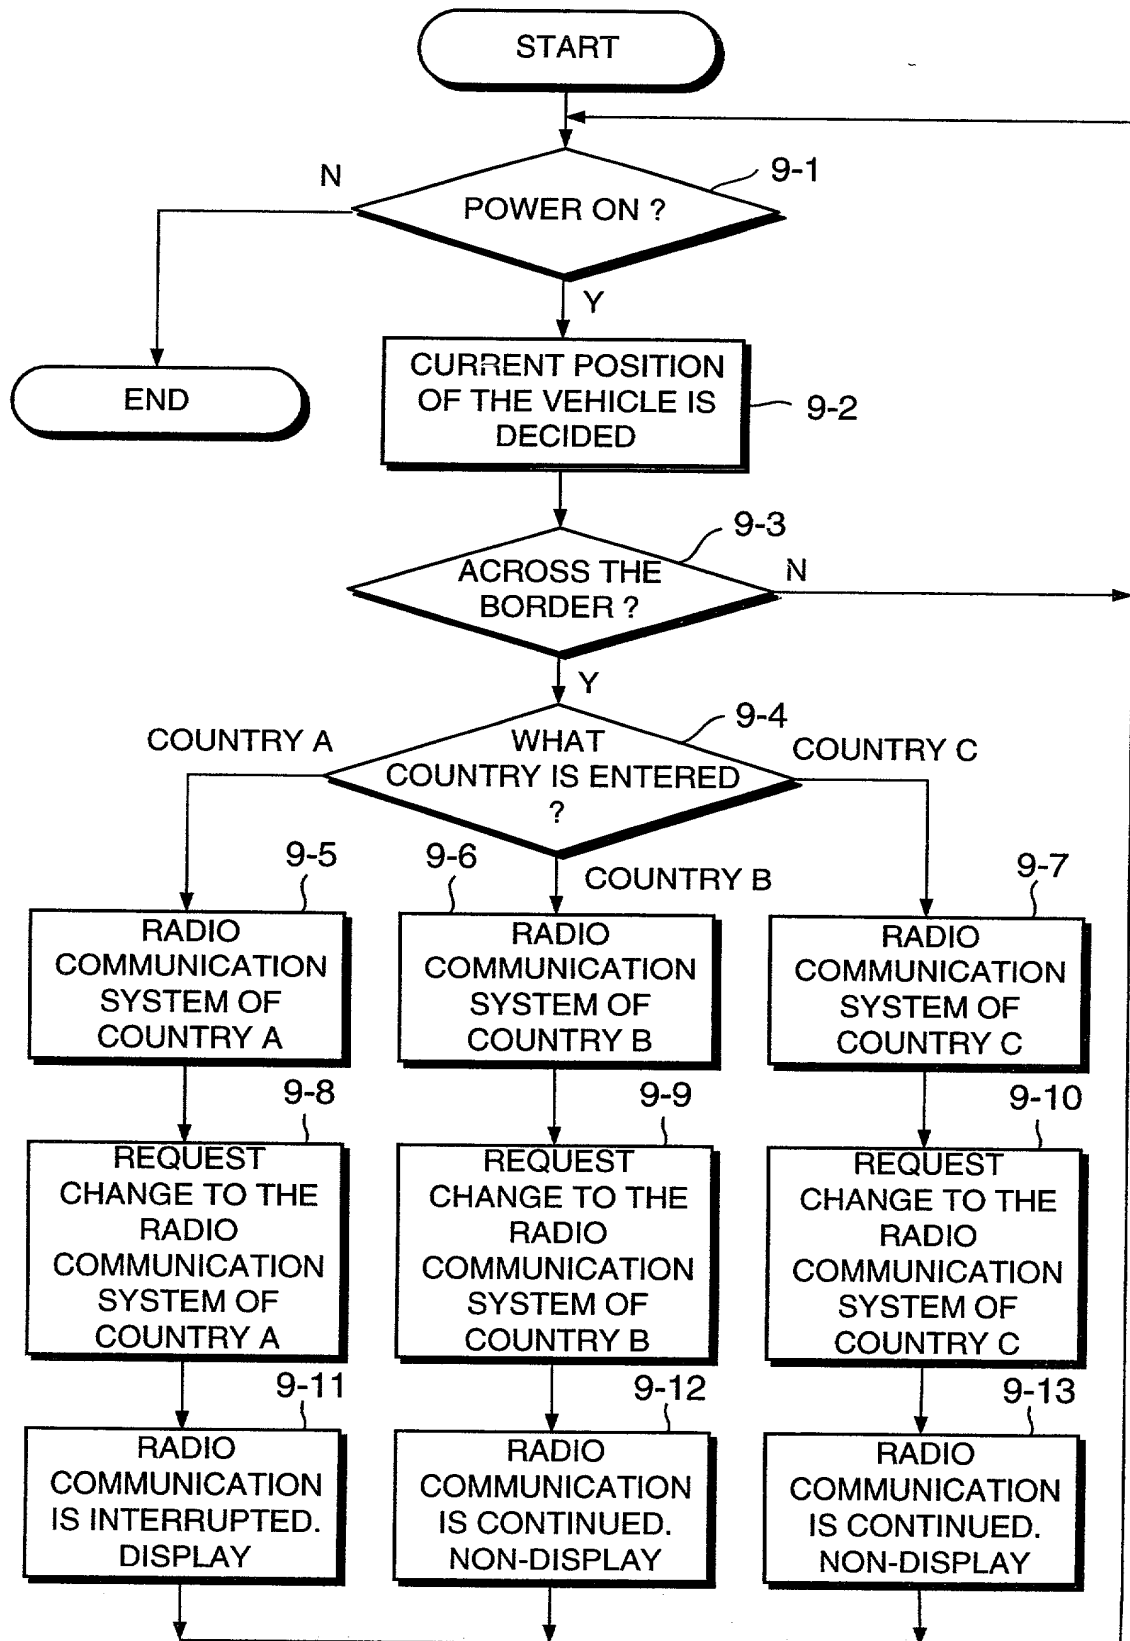 START
N
9-1
POWER ON ?
Y
CURRENT POSITION
OF THE VEHICLE IS
DECIDED
9-2
END
9-3
ACROSS THE
BORDER ?
N
Y
9-4
COUNTRY A
WHAT
COUNTRY IS ENTERED
?
COUNTRY C
COUNTRY B
9-5
RADIO
COMMUNICATION
SYSTEM OF
COUNTRY A
9-6
RADIO
COMMUNICATION
SYSTEM OF
COUNTRY B
9-7
RADIO
COMMUNICATION
SYSTEM OF
COUNTRY C
9-8
REQUEST
CHANGE TO THE
RADIO
COMMUNICATION
SYSTEM OF
COUNTRY A
9-9
REQUEST
CHANGE TO THE
RADIO
COMMUNICATION
SYSTEM OF
COUNTRY B
9-10
REQUEST
CHANGE TO THE
RADIO
COMMUNICATION
SYSTEM OF
COUNTRY C
9-11
RADIO
COMMUNICATION
IS INTERRUPTED.
DISPLAY
9-12
RADIO
COMMUNICATION
IS CONTINUED.
NON-DISPLAY
9-13
RADIO
COMMUNICATION
IS CONTINUED.
NON-DISPLAY